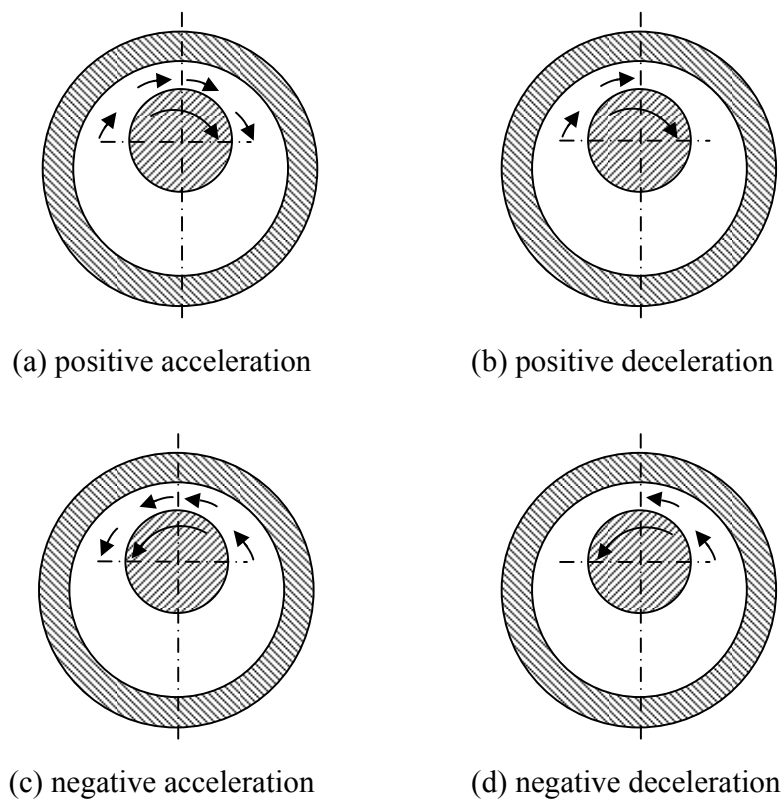 (a) positive acceleration
(b) positive deceleration
(c) negative acceleration
(d) negative deceleration